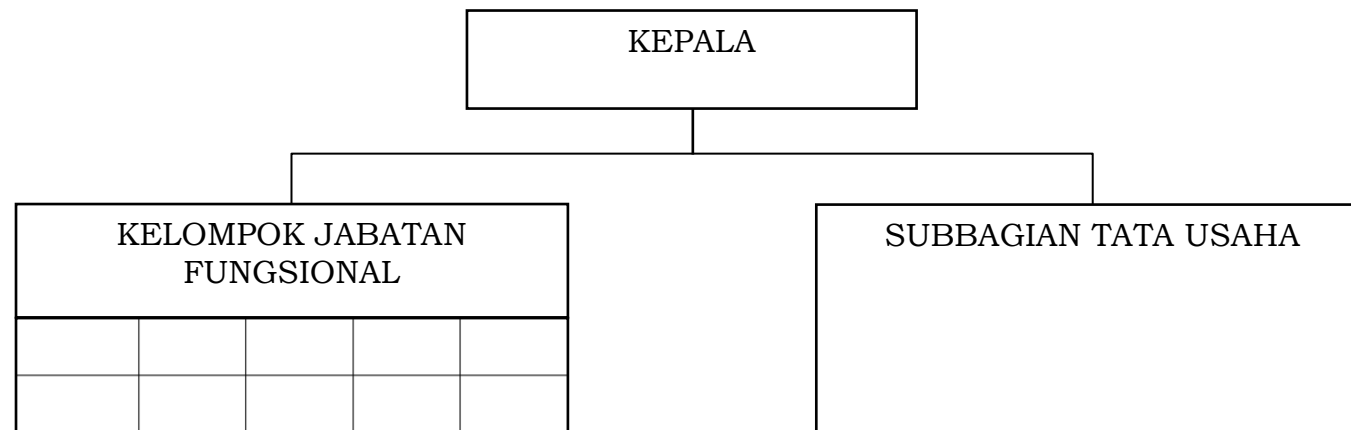 KEPALA
KELOMPOK JABATAN
FUNGSIONAL
SUBBAGIAN TATA USAHA